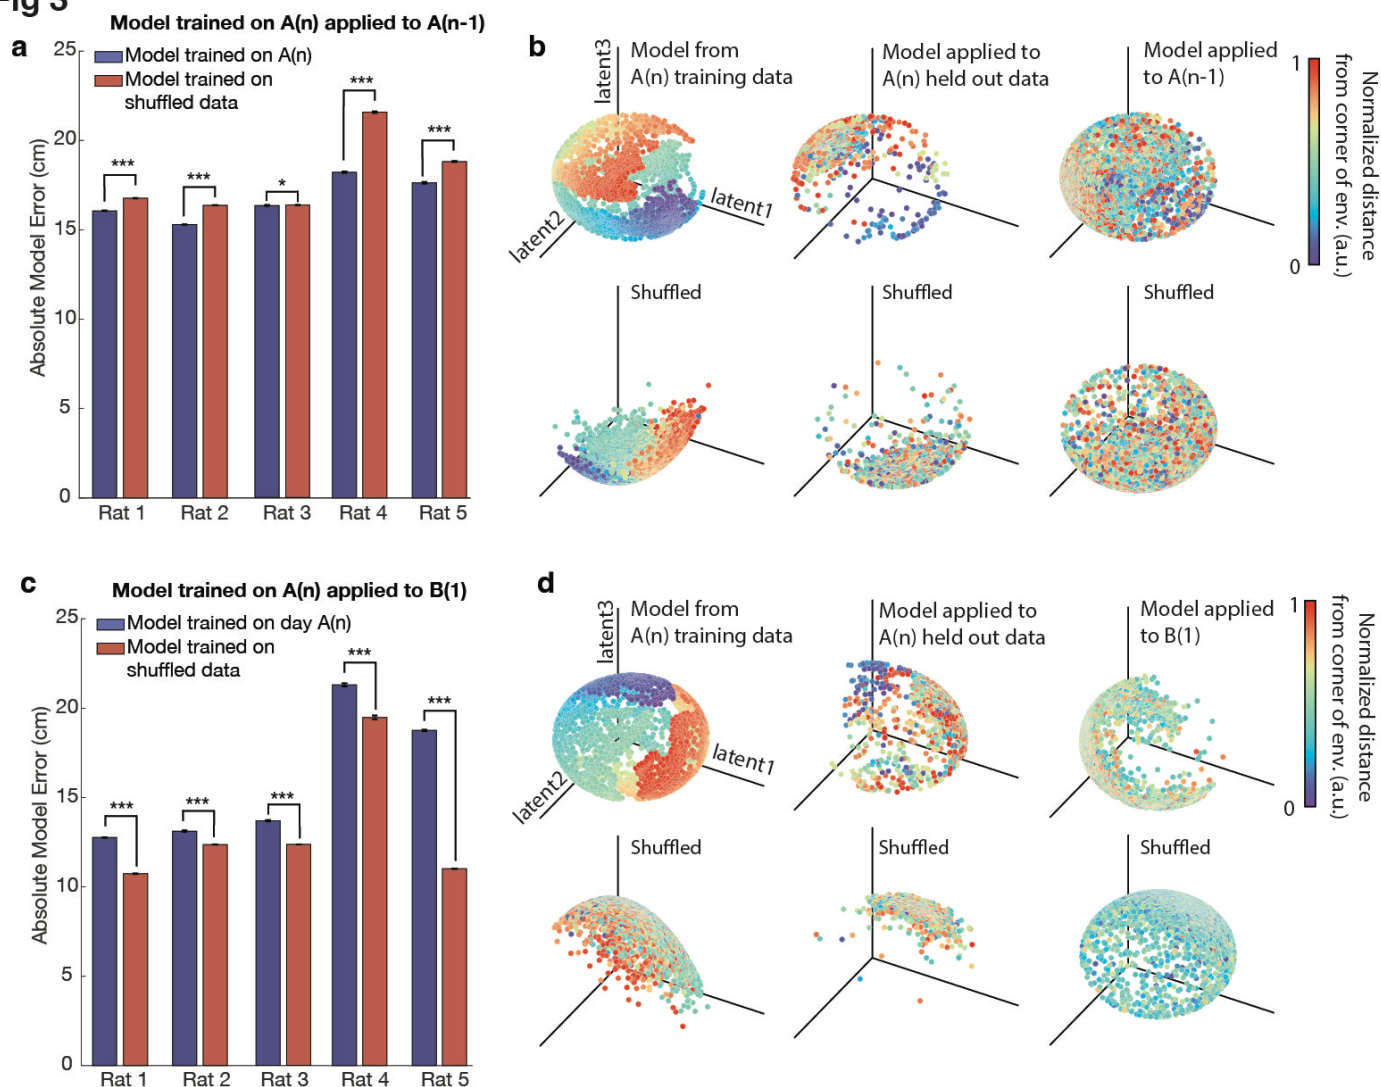 Fig 3
a
Model trained on A(n) applied to A(n-1)
Model trained on A(n)
Model trained on
shuffled data
Absolute Model Error (cm)
25
20
15
10
5
0
***
***
*
***
***
Rat 1
Rat 2
Rat 3
Rat 4
Rat 5
b
latent3
latent2
latent1
Model from
A(n) training data
Model applied to
A(n) held out data
Model applied
to A(n-1)
1
0
Normalized distance
from corner of env. (a.u.)
Shuffled
Shuffled
Shuffled
c
Model trained on A(n) applied to B(1)
Model trained on day A(n)
Model trained on
shuffled data
Absolute Model Error (cm)
25
20
15
10
5
0
***
***
***
***
***
Rat 1
Rat 2
Rat 3
Rat 4
Rat 5
d
latent3
latent2
latent1
Model from
A(n) training data
Model applied to
A(n) held out data
Model applied
to B(1)
1
0
Normalized distance
from corner of env. (a.u.)
Shuffled
Shuffled
Shuffled